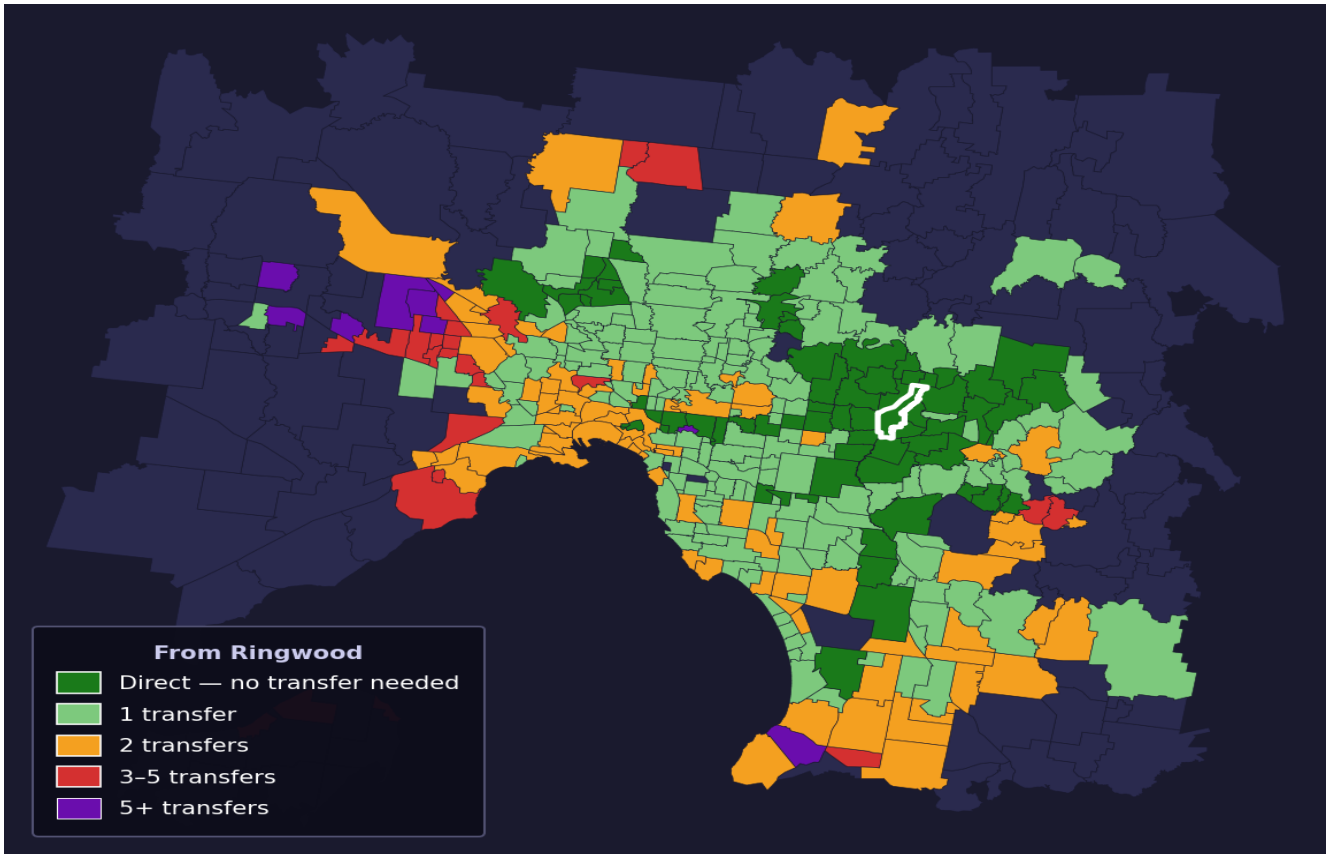 From Ringwood
Direct — no transfer needed
1 transfer
2 transfers
3–5 transfers
5+ transfers